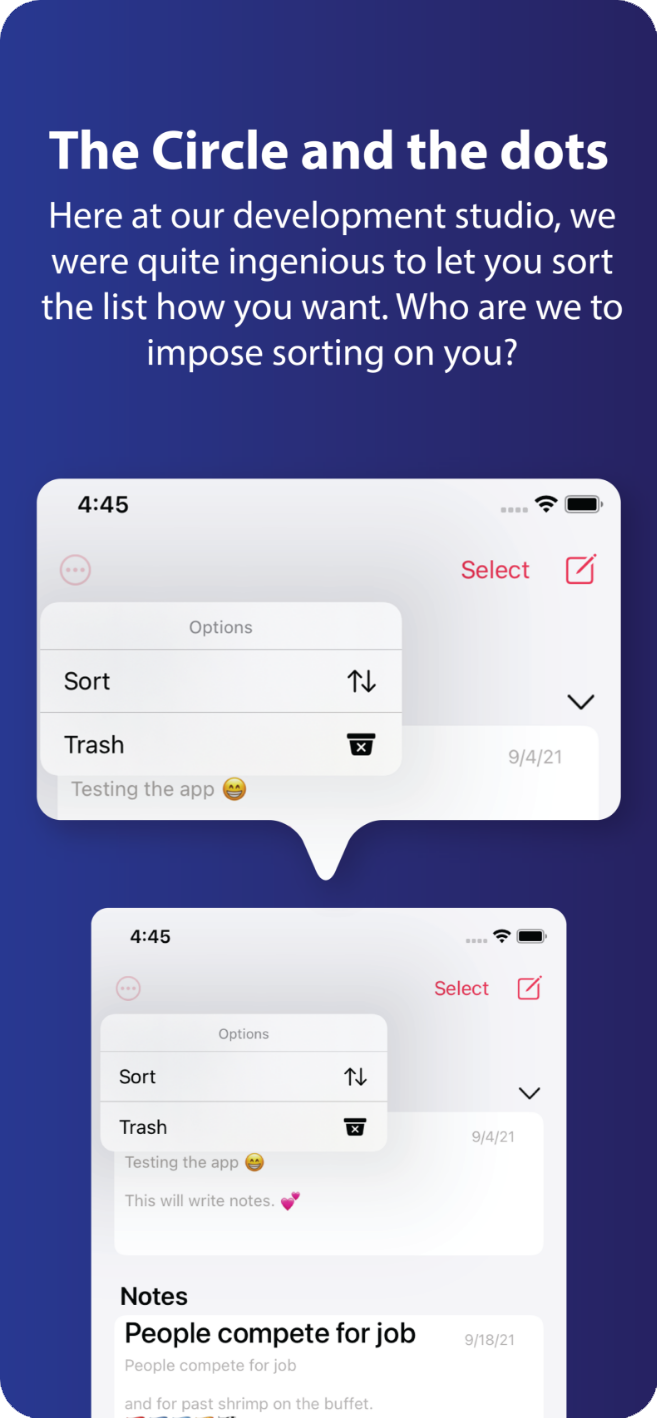 The Circle and the dots
Here at our development studio, we
were quite ingenious to let you sort
the list how you want. Who are we to
impose sorting on you?
4:45
Select
Options
Sort
Trash
9/4/21
Testing the app 😁
4:45
Select
Options
Sort
Trash
9/4/21
Testing the app 😁
This will write notes. 💕
Notes
People compete for job
9/18/21
People compete for job
and for past shrimp on the buffet.